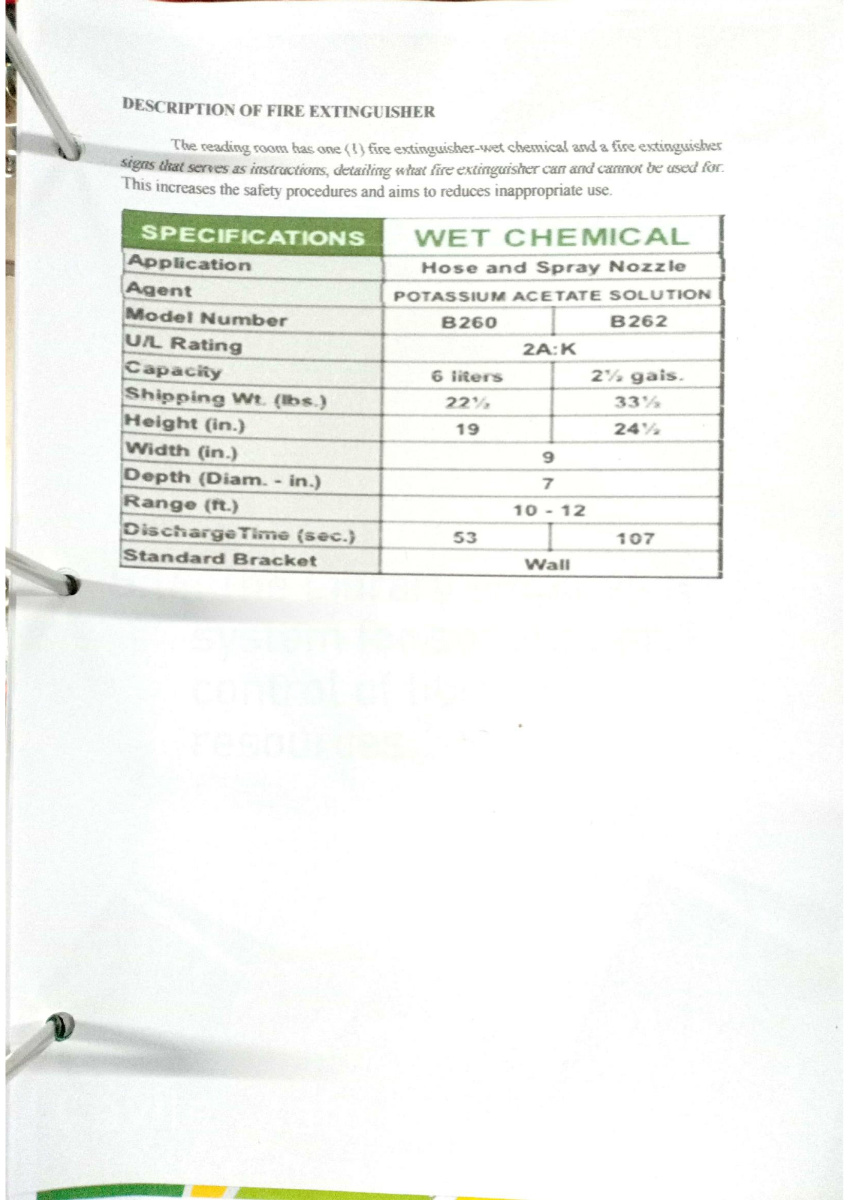 DESCRIPTION OF FIRE EXTINGUISHER
The reading room has one (1) fire extinguisher-wet chemical and a fire extinguisher
signs that serves as instructions, detailing what fire extinguisher can and cannot be used for.
This increases the safety procedures and aims to reduces inappropriate use.
SPECIFICATIONS WET CHEMICAL
Application Hose and Spray Nozzle
Agent POTASSIUM ACETATE SOLUTION
Model Number B260 B262
U/L Rating 2A:K
Capacity 6 liters 2½ gals.
Shipping Wt. (lbs.) 22½ 33½
Height (in.) 19 24½
Width (in.) 9
Depth (Diam. - in.) 7
Range (ft.) 10 - 12
Discharge Time (sec.) 53 107
Standard Bracket Wall
system
control of